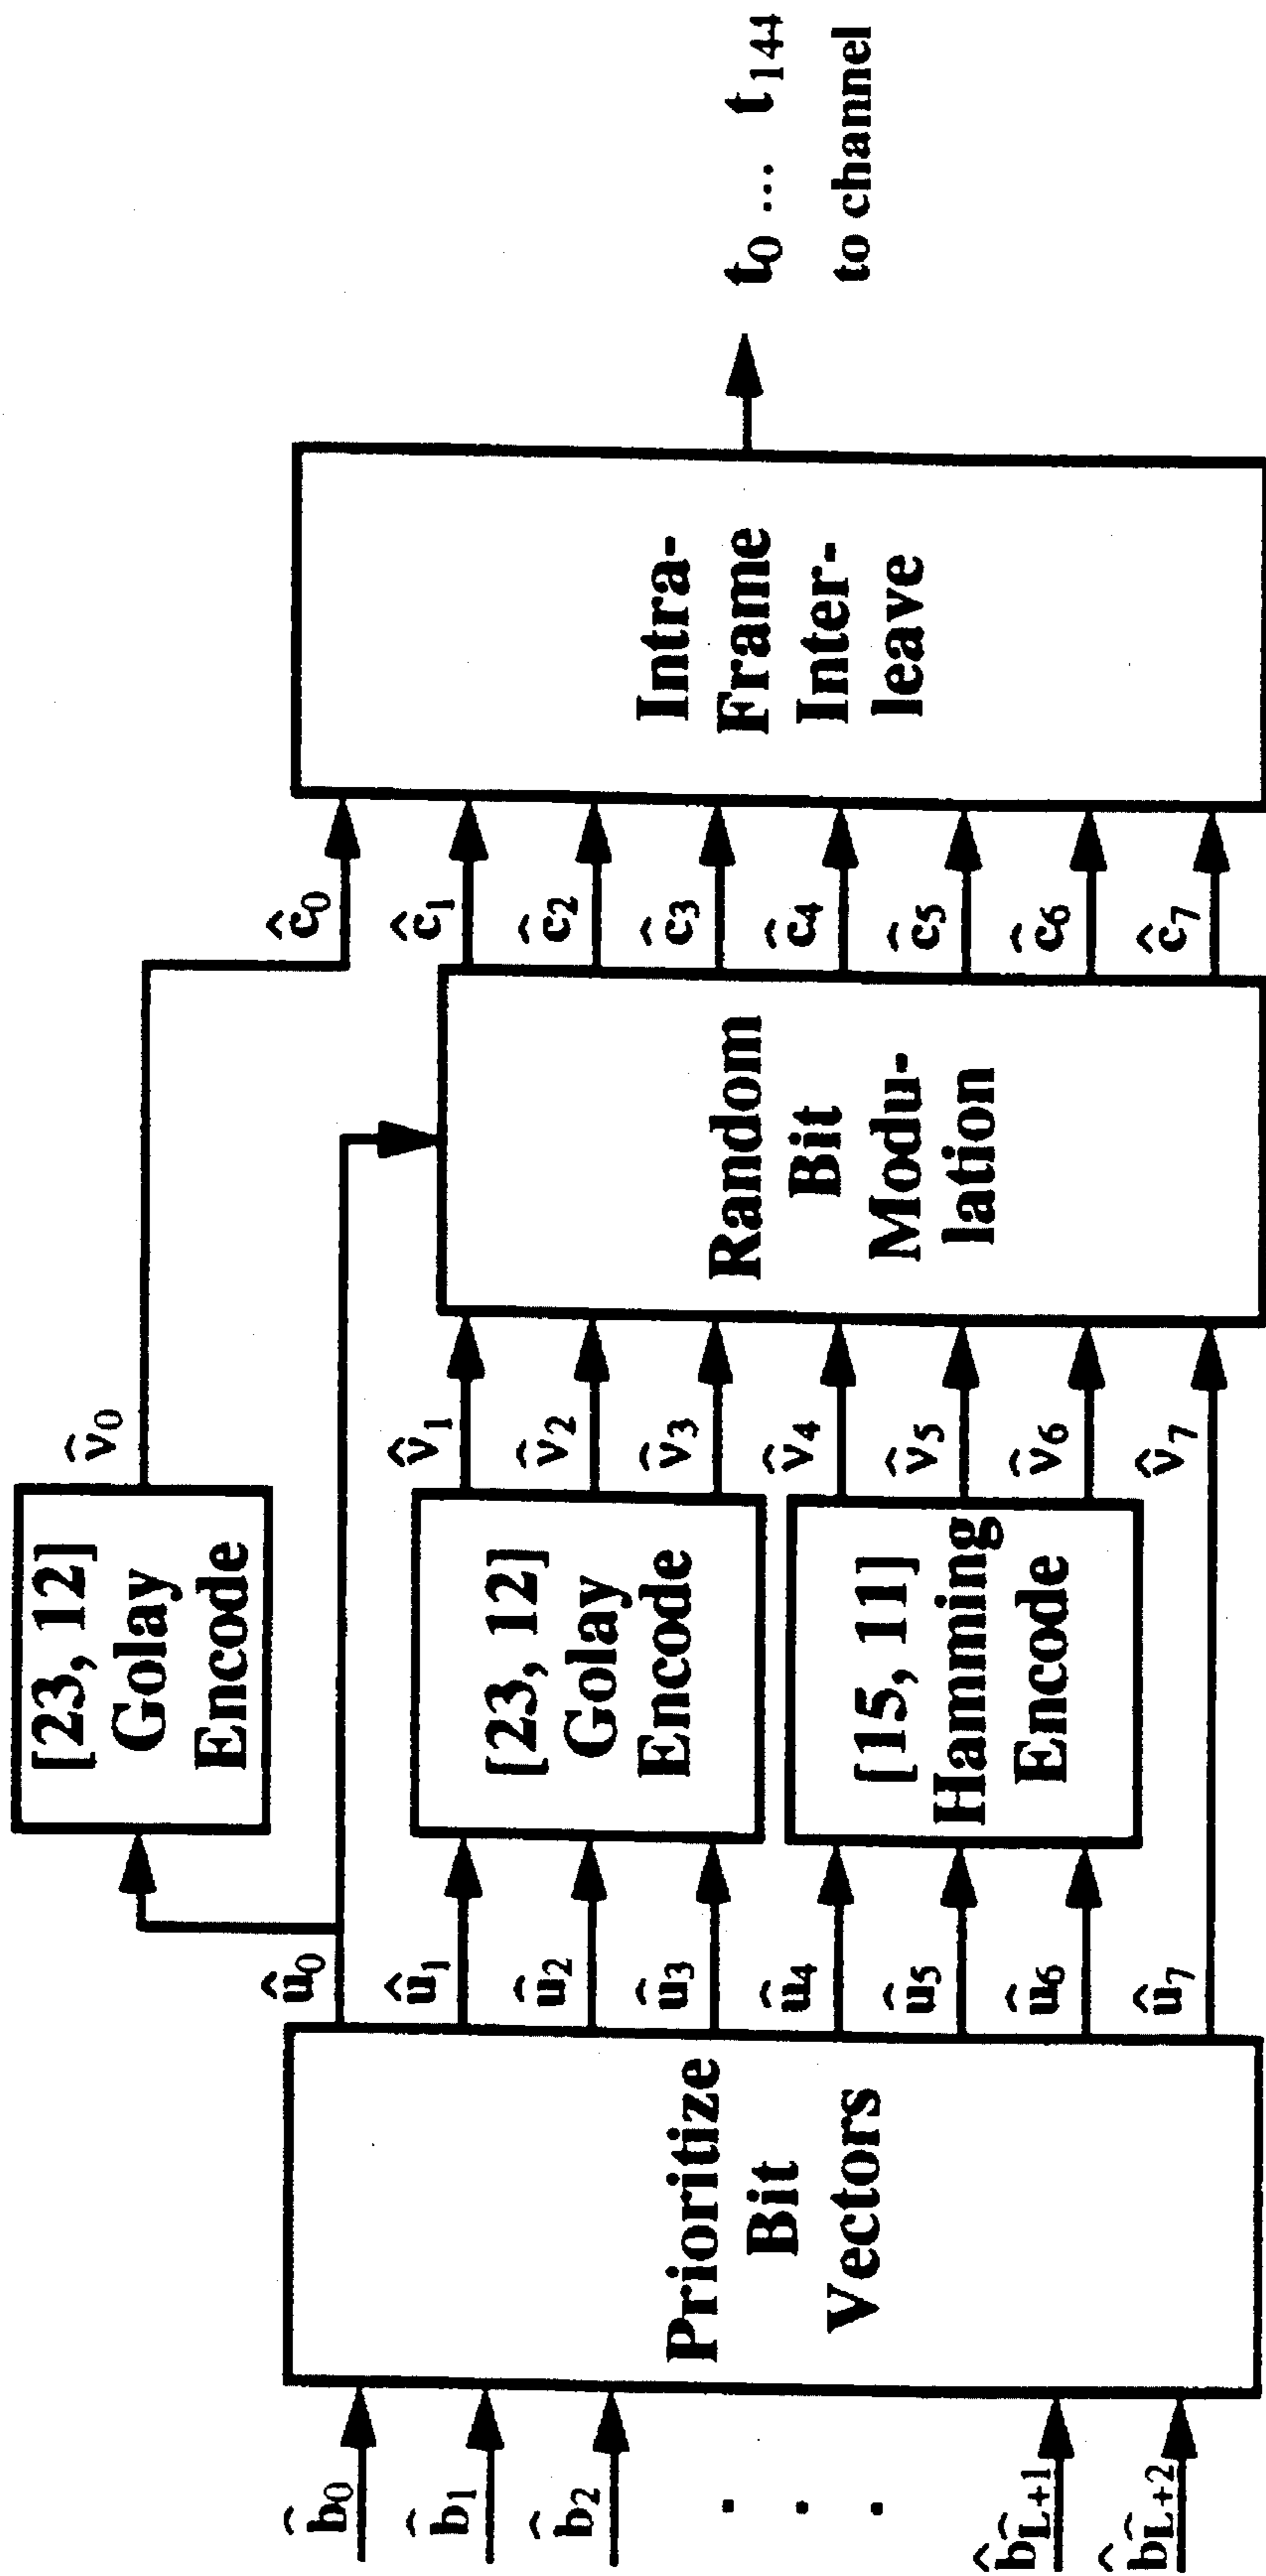 b̂0
b̂1
b̂2
.
.
.
b̂L̃+1
b̂L̃+2
Prioritize
Bit
Vectors
û0
û1
û2
û3
û4
û5
û6
û7
[23, 12]
Golay
Encode
[23, 12]
Golay
Encode
[15, 11]
Hamming
Encode
v̂0
v̂1
v̂2
v̂3
v̂4
v̂5
v̂6
v̂7
Random
Bit
Modu-
lation
ĉ0
ĉ1
ĉ2
ĉ3
ĉ4
ĉ5
ĉ6
ĉ7
Intra-
Frame
Inter-
leave
t0 ... t144
to channel